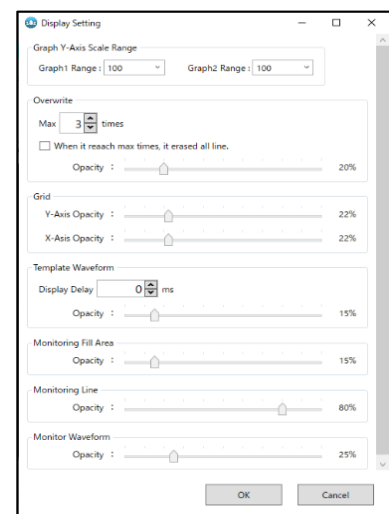 Display Setting
Graph Y-Axis Scale Range
Graph1 Range : 100 Graph2 Range : 100
Overwrite
Max 3 times
When it reaach max times, it erased all line.
Opacity : 20%
Grid
Y-Axis Opacity : 22%
X-Asis Opacity : 22%
Template Waveform
Display Delay 0 ms
Opacity : 15%
Monitoring Fill Area
Opacity : 15%
Monitoring Line
Opacity : 80%
Monitor Waveform
Opacity : 25%
OK Cancel